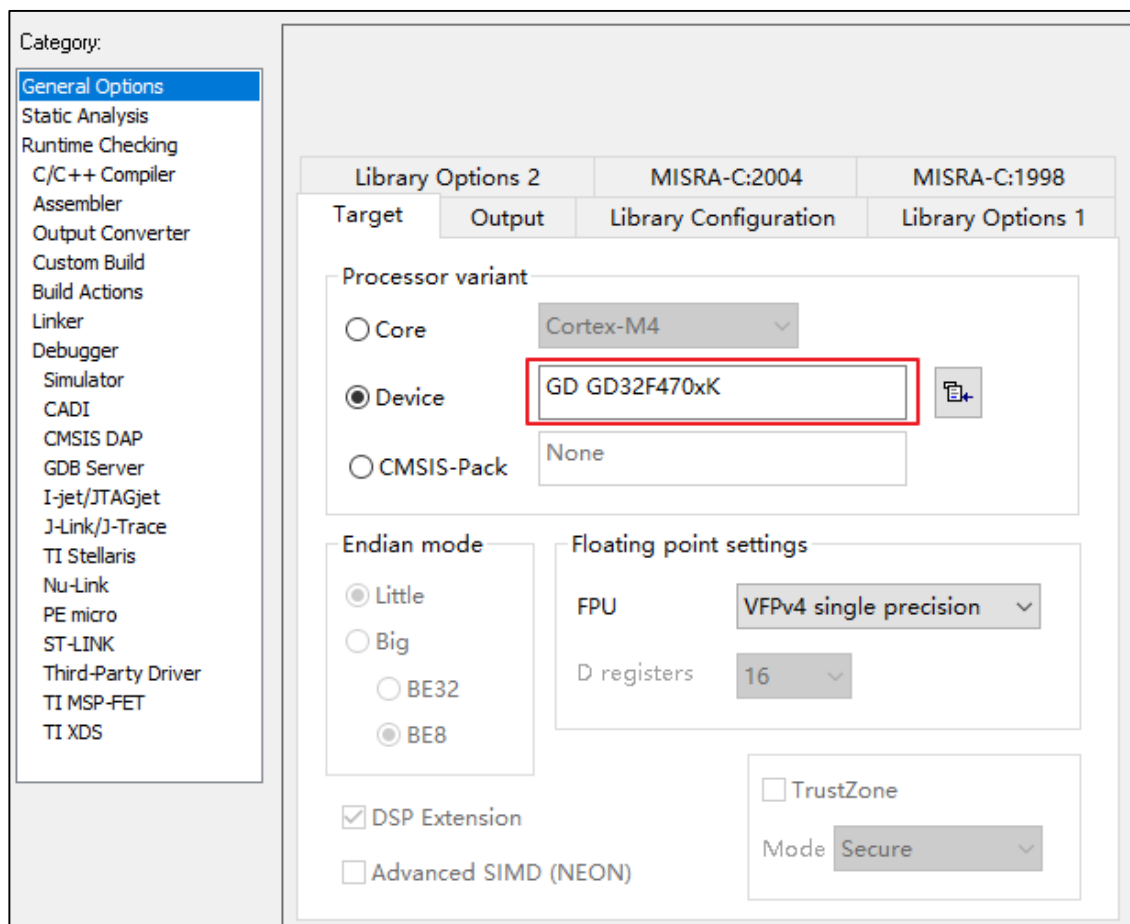 Category:
General Options
Static Analysis
Runtime Checking
C/C++ Compiler
Assembler
Output Converter
Custom Build
Build Actions
Linker
Debugger
Simulator
CADI
CMSIS DAP
GDB Server
I-jet/JTAGjet
J-Link/J-Trace
TI Stellaris
Nu-Link
PE micro
ST-LINK
Third-Party Driver
TI MSP-FET
TI XDS
Library Options 2 MISRA-C:2004 MISRA-C:1998
Target Output Library Configuration Library Options 1
Processor variant
Core Cortex-M4
Device GD GD32F470xK
CMSIS-Pack None
Endian mode
Little
Big
BE32
BE8
Floating point settings
FPU VFPv4 single precision
D registers 16
DSP Extension
Advanced SIMD (NEON)
TrustZone
Mode Secure